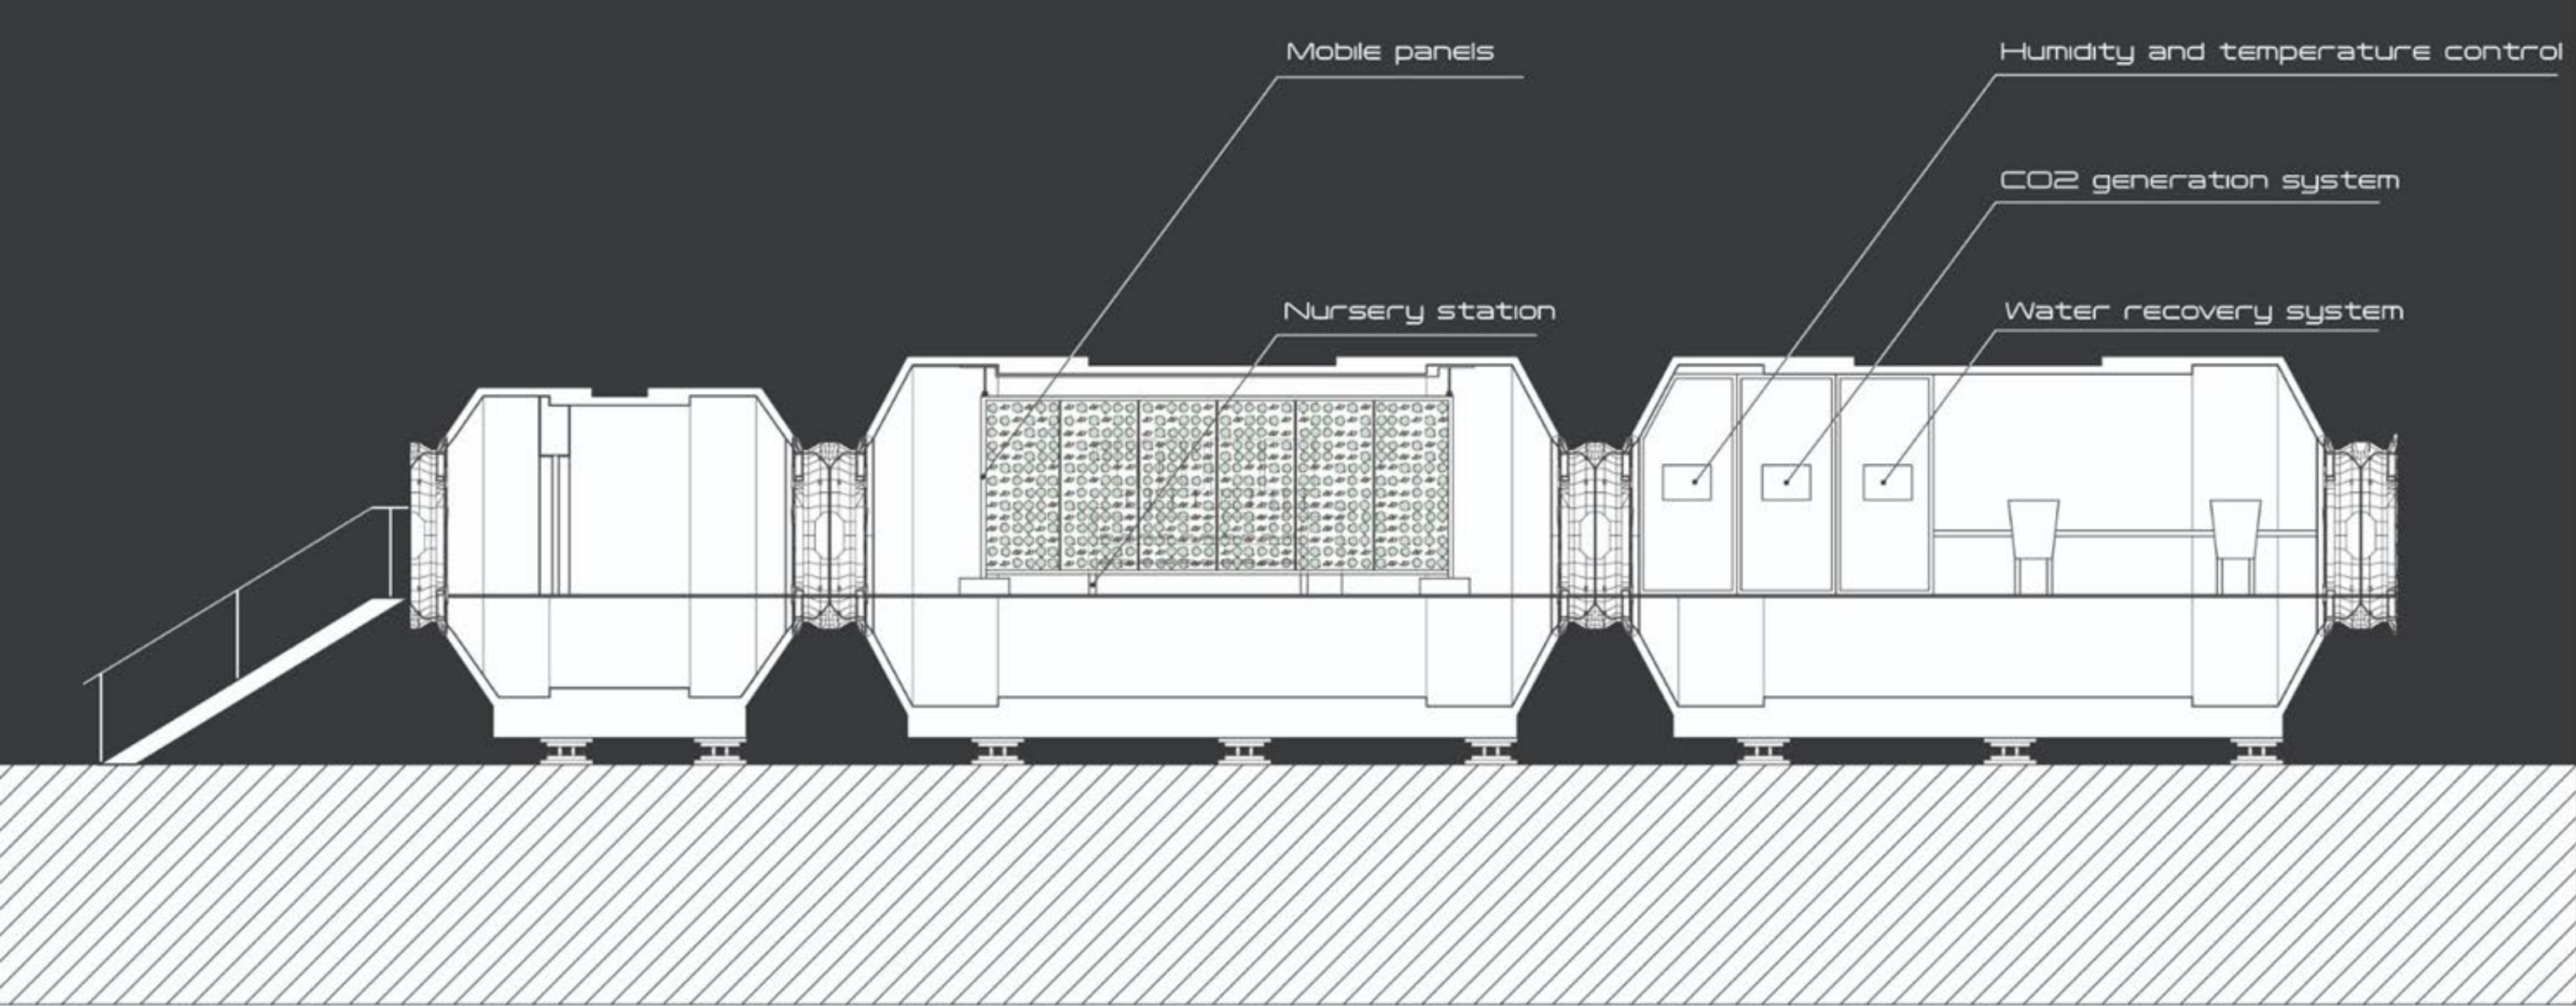 Mobile panels
Humidity and temperature control
CO2 generation system
Nursery station
Water recovery system